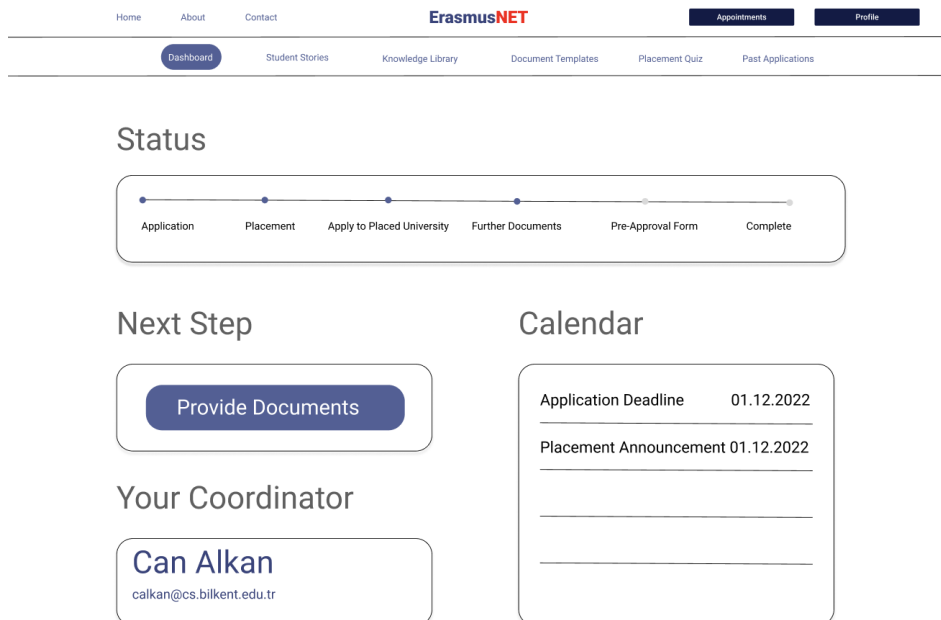 Home About Contact ErasmusNET Appointments Profile
Dashboard Student Stories Knowledge Library Document Templates Placement Quiz Past Applications
Status
Application Placement Apply to Placed University Further Documents Pre-Approval Form Complete
Next Step
Provide Documents
Your Coordinator
Can Alkan
calkan@cs.bilkent.edu.tr
Calendar
Application Deadline 01.12.2022
Placement Announcement 01.12.2022